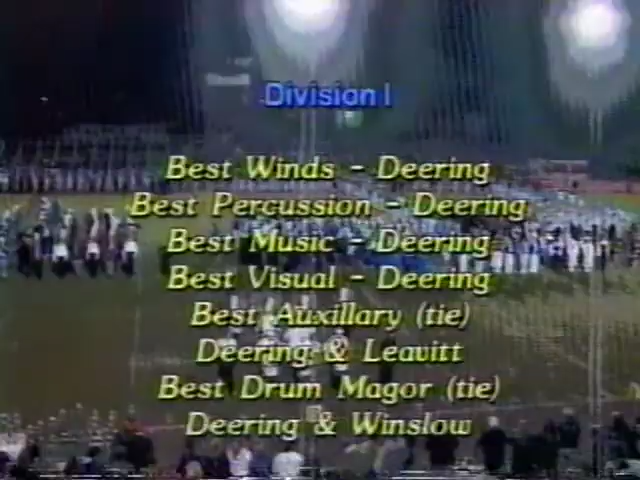 Division I
Best Winds - Deering
Best Percussion - Deering
Best Music - Deering
Best Visual - Deering
Best Auxillary (tie)
Deering & Leavitt
Best Drum Magor (tie)
Deering & Winslow